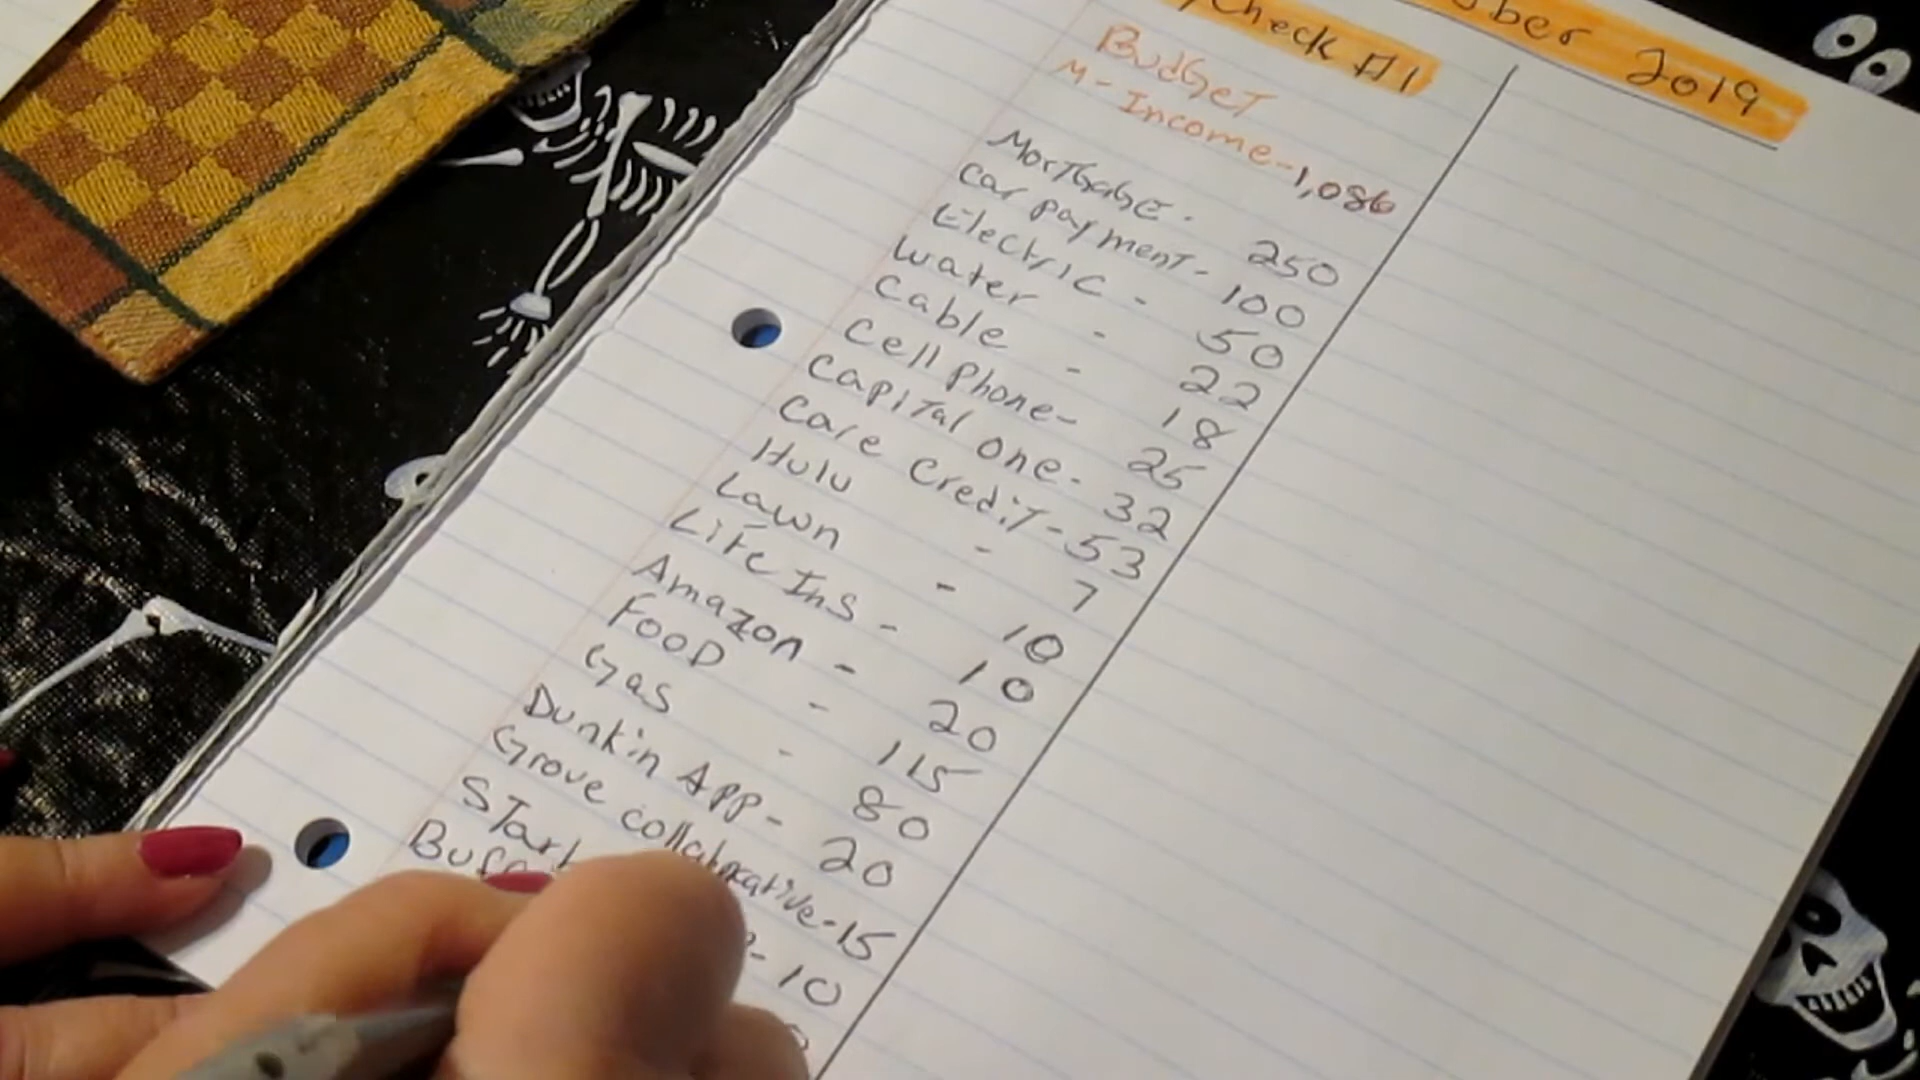 ber 2019
Check #1
Budget
M - Income - 1,086
Mortgage - 250
Car payment - 100
Electric - 50
Water - 22
Cable - 18
Cell phone - 25
Capital One - 32
Care Credit - 53
Hulu - 7
Lawn - 10
Life Ins - 10
Amazon - 20
Food - 115
Gas - 80
Dunkin App - 20
Grove collaborative - 15
- 10